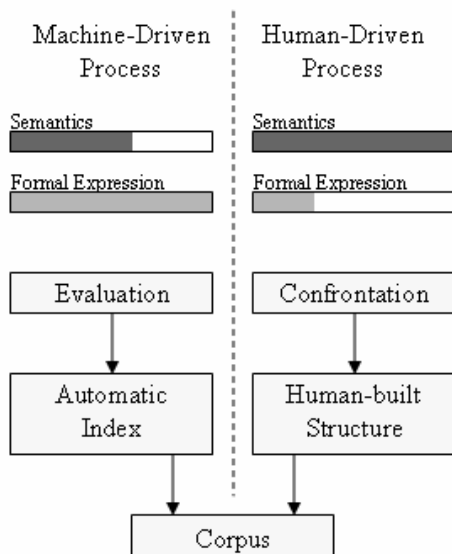 Machine-Driven
Process
Human-Driven
Process
Semantics
Semantics
Formal Expression
Formal Expression
Evaluation
Confrontation
Automatic
Index
Human-built
Structure
Corpus